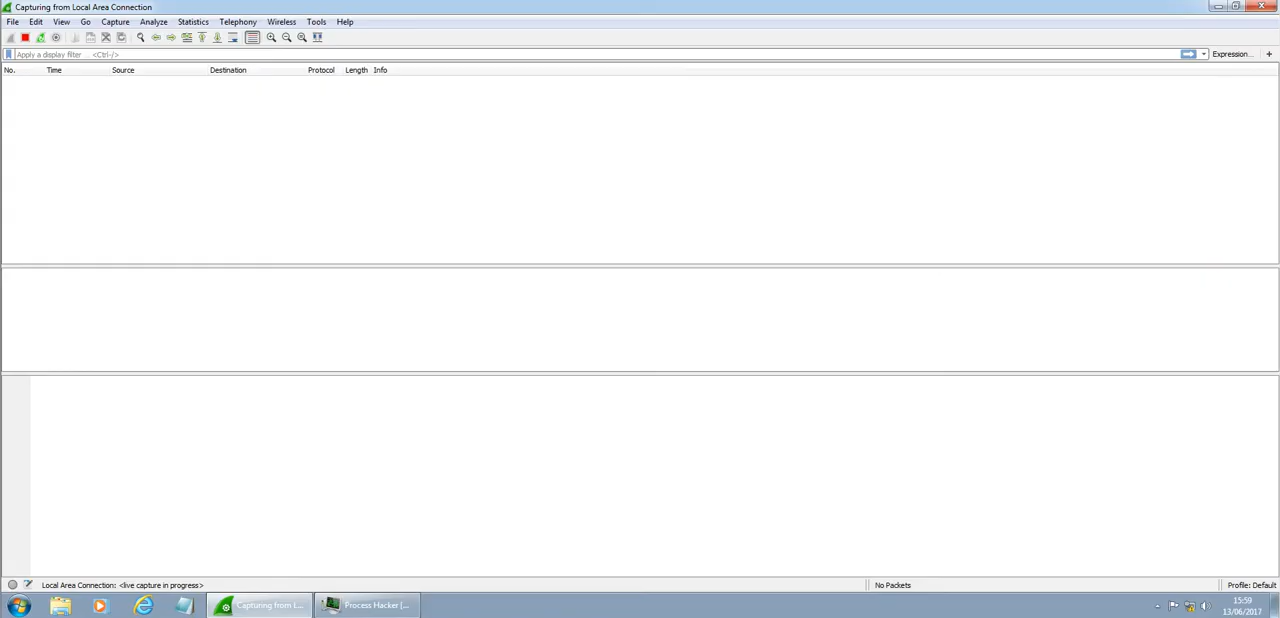 Capturing from Local Area Connection
File Edit View Go Capture Analyze Statistics Telephony Wireless Tools Help
Apply a display filter ... <Ctrl-/> Expression... +
No. Time Source Destination Protocol Length Info
Local Area Connection: <live capture in progress> No Packets Profile: Default
Capturing from L... Process Hacker [... 15:59
13/06/2017